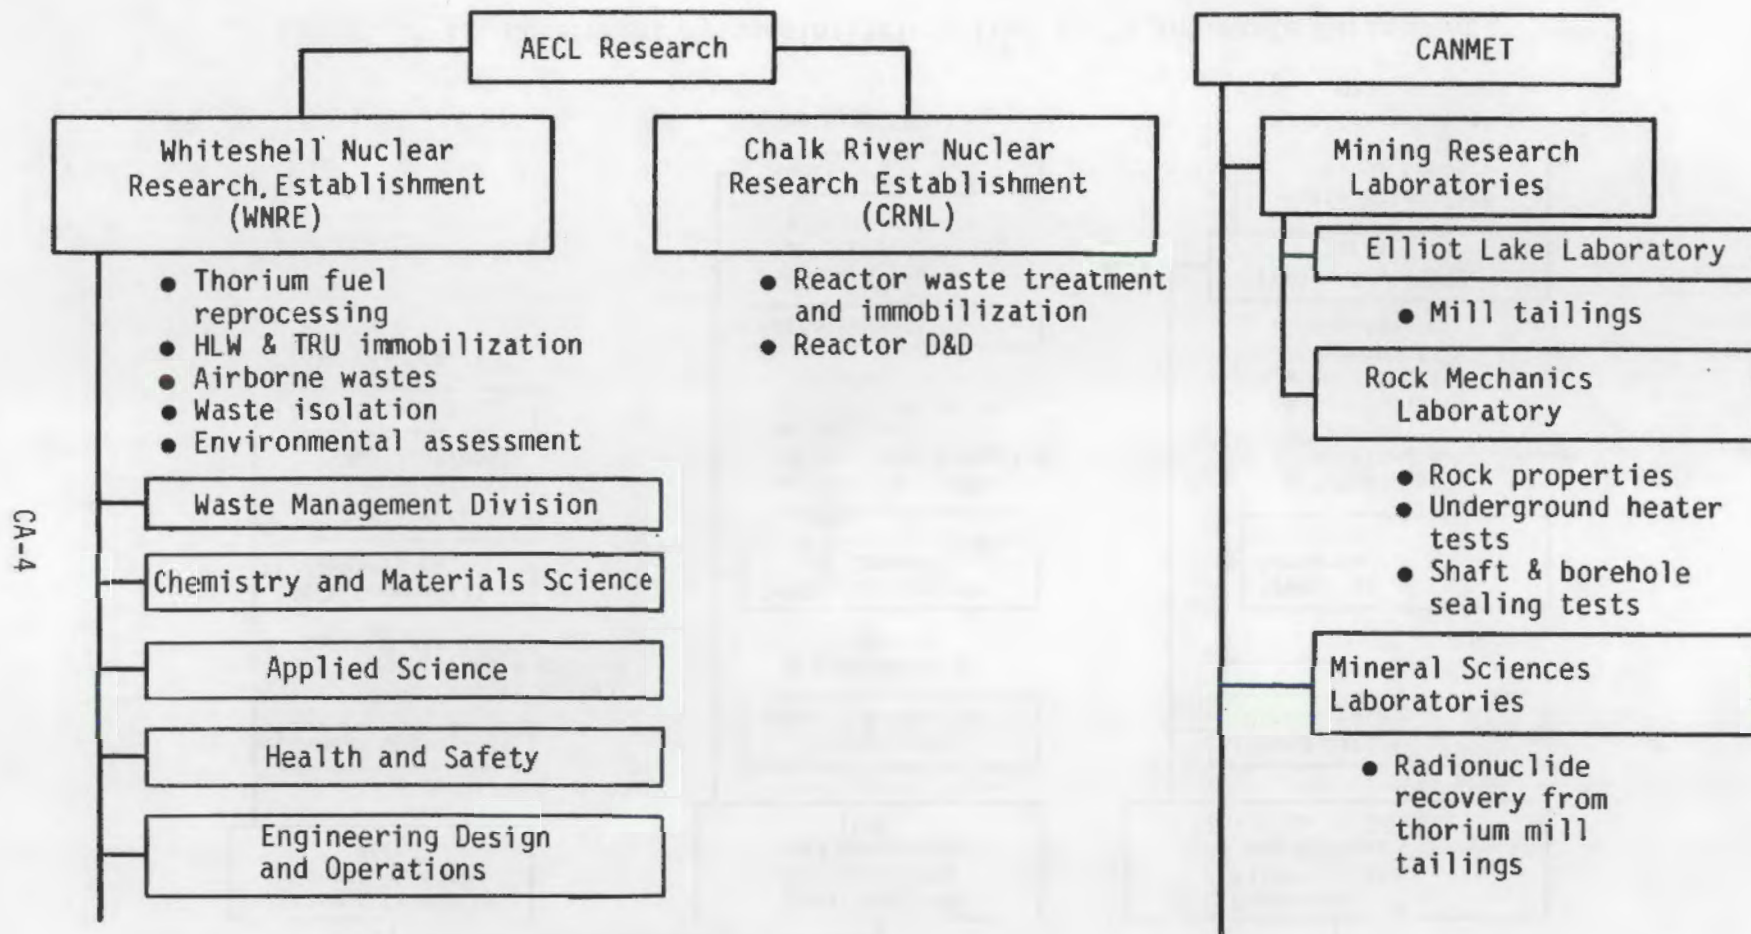 AECL Research
Whiteshell Nuclear
Research, Establishment
(WNRE)
● Thorium fuel
reprocessing
● HLW & TRU immobilization
● Airborne wastes
● Waste isolation
● Environmental assessment
Waste Management Division
Chemistry and Materials Science
Applied Science
Health and Safety
Engineering Design
and Operations
Chalk River Nuclear
Research Establishment
(CRNL)
● Reactor waste treatment
and immobilization
● Reactor D&D
CANMET
Mining Research
Laboratories
Elliot Lake Laboratory
● Mill tailings
Rock Mechanics
Laboratory
● Rock properties
● Underground heater
tests
● Shaft & borehole
sealing tests
Mineral Sciences
Laboratories
● Radionuclide
recovery from
thorium mill
tailings
CA-4